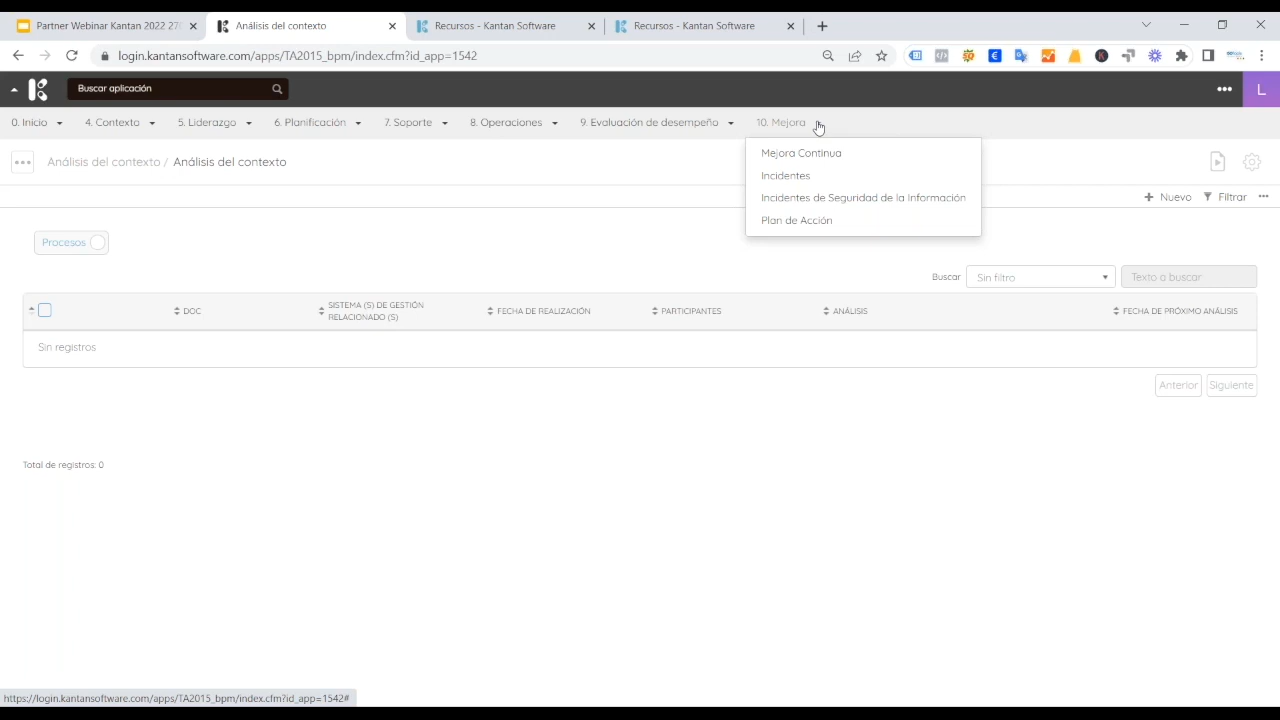 Partner Webinar Kantan 2022 27(
Análisis del contexto
Recursos - Kantan Software
Recursos - Kantan Software
login.kantansoftware.com/apps/TA2015_bpm/index.cfm?id_app=1542
Buscar aplicación
L
0. Inicio 4. Contexto 5. Liderazgo 6. Planificación 7. Soporte 8. Operaciones 9. Evaluación de desempeño 10. Mejora
Mejora Continua
Incidentes
Incidentes de Seguridad de la Información
Plan de Acción
Análisis del contexto / Análisis del contexto
Nuevo Filtrar
Procesos
Buscar Sin filtro Texto a buscar
DOC
SISTEMA (S) DE GESTIÓN
RELACIONADO (S)
FECHA DE REALIZACIÓN
PARTICIPANTES
ANÁLISIS
FECHA DE PRÓXIMO ANÁLISIS
Sin registros
Anterior Siguiente
Total de registros: 0
https://login.kantansoftware.com/apps/TA2015_bpm/index.cfm?id_app=1542#